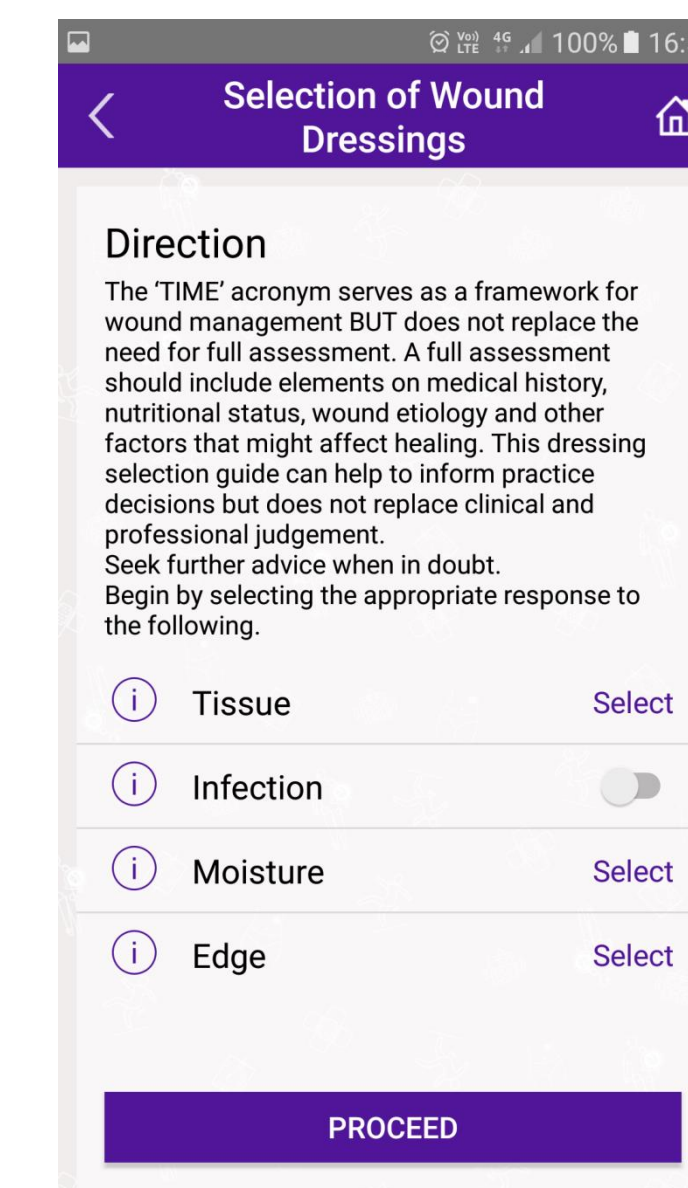 Vo)) LTE 4G 100% 16:
Selection of Wound
Dressings
Direction
The ‘TIME’ acronym serves as a framework for
wound management BUT does not replace the
need for full assessment. A full assessment
should include elements on medical history,
nutritional status, wound etiology and other
factors that might affect healing. This dressing
selection guide can help to inform practice
decisions but does not replace clinical and
professional judgement.
Seek further advice when in doubt.
Begin by selecting the appropriate response to
the following.
i Tissue Select
i Infection
i Moisture Select
i Edge Select
PROCEED